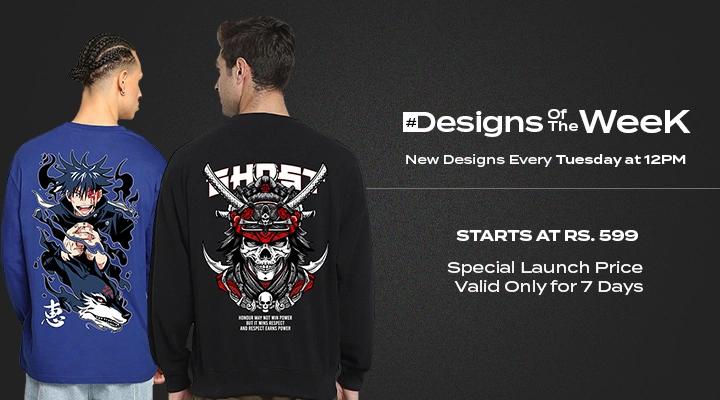 #Designs Of The WeeK
New Designs Every Tuesday at 12PM
STARTS AT RS. 599
Special Launch Price
Valid Only for 7 Days
恵
GHOST
HONOUR MAY NOT WIN POWER
BUT IT WINS RESPECT
AND RESPECT EARNS POWER